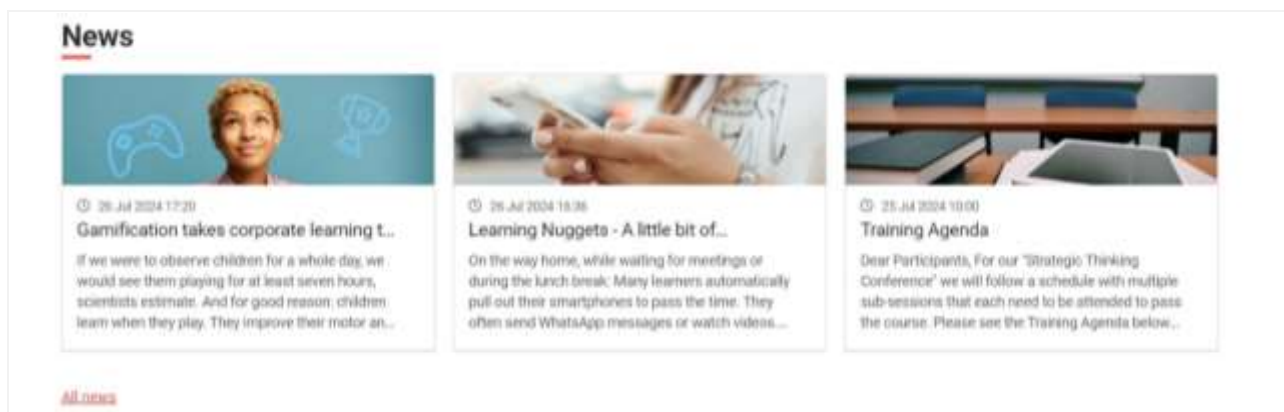 News
26 Jul 2024 17:20
Gamification takes corporate learning t...
If we were to observe children for a whole day, we
would see them playing for at least seven hours,
scientists estimate. And for good reason: children
learn when they play. They improve their motor an...
26 Jul 2024 16:36
Learning Nuggets - A little bit of...
On the way home, while waiting for meetings or
during the lunch break: Many learners automatically
pull out their smartphones to pass the time. They
often send WhatsApp messages or watch videos....
25 Jul 2024 10:00
Training Agenda
Dear Participants, For our "Strategic Thinking
Conference" we will follow a schedule with multiple
sub-sessions that each need to be attended to pass
the course. Please see the Training Agenda below...
All news